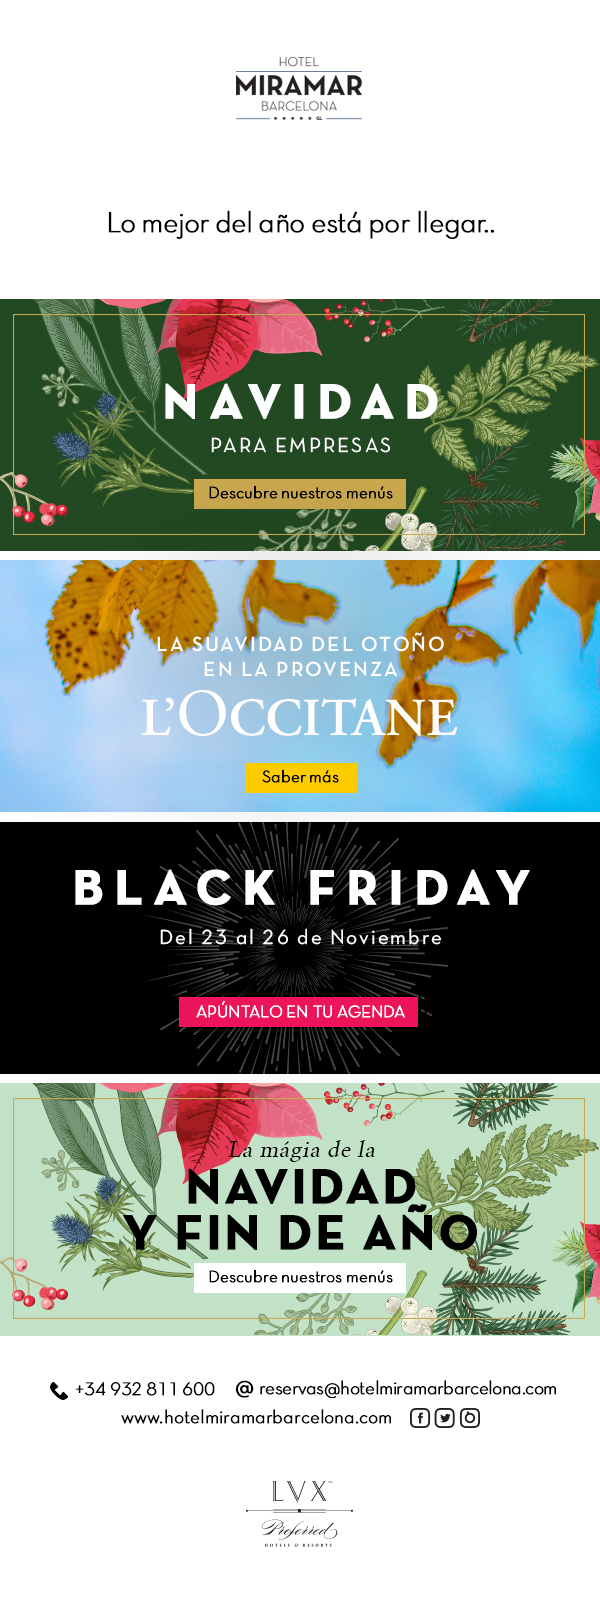 HOTEL
MIRAMAR
BARCELONA
★★★★★ GL
Lo mejor del año está por llegar..
NAVIDAD
PARA EMPRESAS
Descubre nuestros menús
LA SUAVIDAD DEL OTOÑO
EN LA PROVENZA
L'OCCITANE
Saber más
BLACK FRIDAY
Del 23 al 26 de Noviembre
APÚNTALO EN TU AGENDA
La mágia de la
NAVIDAD
Y FIN DE AÑO
Descubre nuestros menús
+34 932 811 600 @ reservas@hotelmiramarbarcelona.com
www.hotelmiramarbarcelona.com
LVX
Preferred
HOTELS & RESORTS